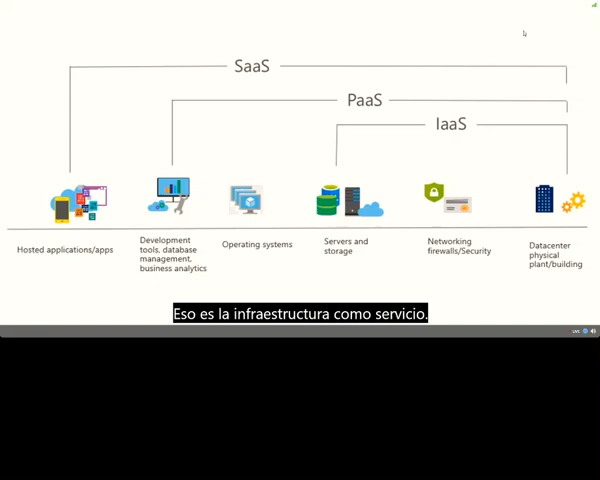 SaaS
PaaS
IaaS
Hosted applications/apps
Development
tools, database
management,
business analytics
Operating systems
Servers and
storage
Networking
firewalls/Security
Datacenter
physical
plant/building
Eso es la infraestructura como servicio.